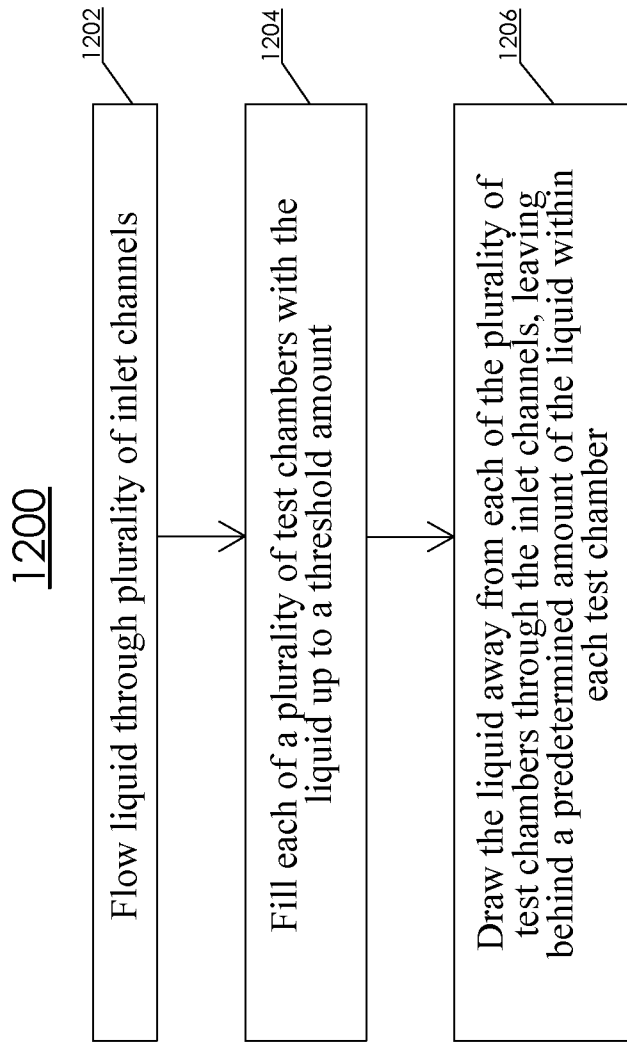 1200
Flow liquid through plurality of inlet channels
1202
Fill each of a plurality of test chambers with the
liquid up to a threshold amount
1204
Draw the liquid away from each of the plurality of
test chambers through the inlet channels, leaving
behind a predetermined amount of the liquid within
each test chamber
1206